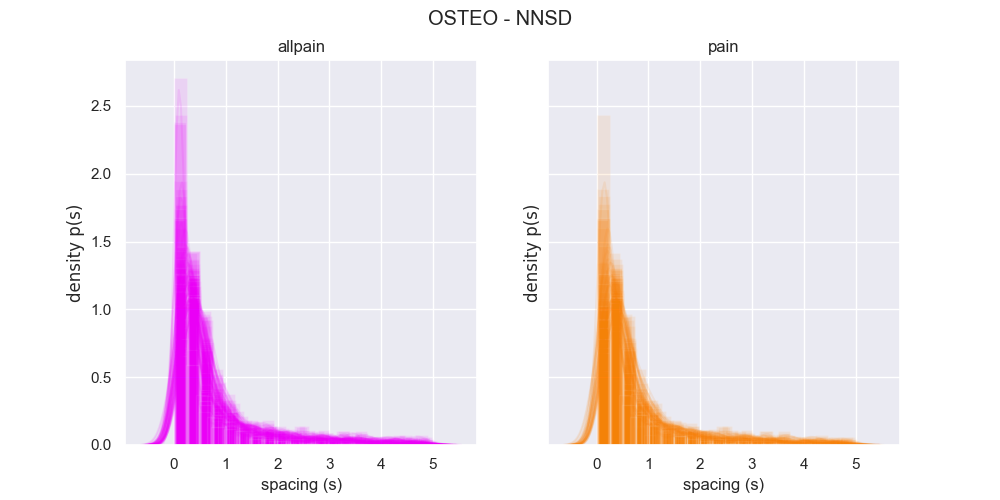 OSTEO - NNSD
allpain
pain
density p(s)
2.5
2.0
1.5
1.0
0.5
0.0
0 1 2 3 4 5
spacing (s)
density p(s)
0 1 2 3 4 5
spacing (s)